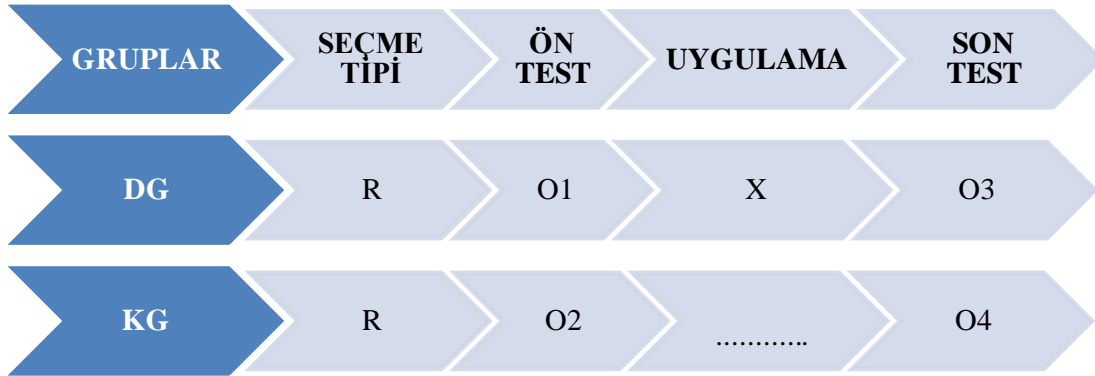 GRUPLAR
SEÇME
TİPİ
ÖN
TEST
UYGULAMA
SON
TEST
DG
R
O1
X
O3
KG
R
O2
............
O4